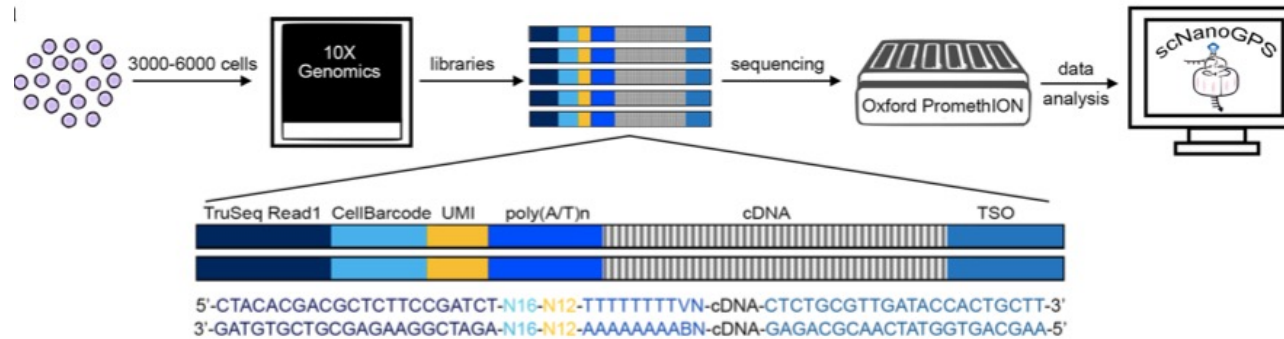 3000-6000 cells
10X
Genomics
libraries
sequencing
Oxford PromethION
data
analysis
scNanoGPS
TruSeq Read1 CellBarcode UMI poly(A/T)n cDNA TSO
5'-CTACACGACGCTCTTCCGATCT-N16-N12-TTTTTTTTVN-cDNA-CTCTGCGTTGATACCACTGCTT-3'
3'-GATGTGCTGCGAGAAGGCTAGA-N16-N12-AAAAAAAABN-cDNA-GAGACGCAACTATGGTGACGAA-5'